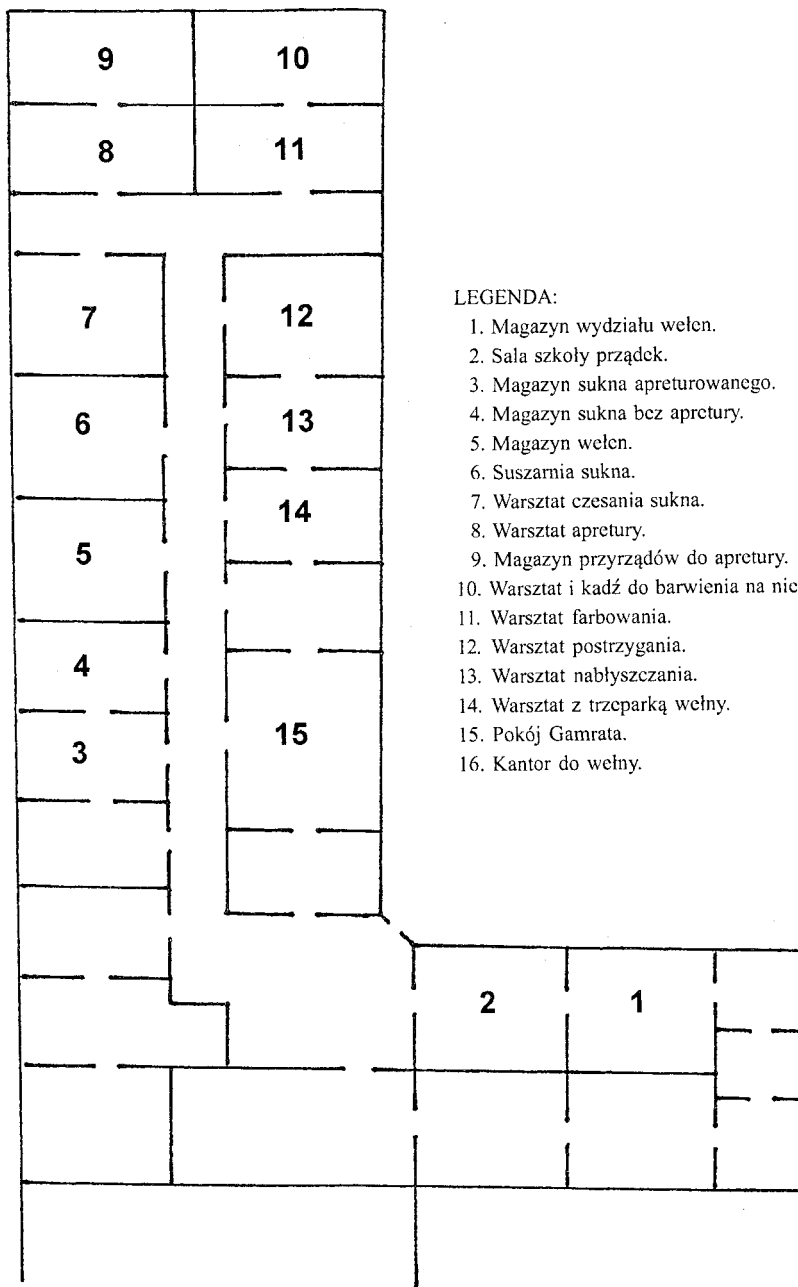 9
10
8
11
7
12
6
13
14
5
4
3
15
2
1
LEGENDA:
1. Magazyn wydziału wełen.
2. Sala szkoły prządek.
3. Magazyn sukna apreturowanego.
4. Magazyn sukna bez apretury.
5. Magazyn wełen.
6. Suszarnia sukna.
7. Warsztat czesania sukna.
8. Warsztat apretury.
9. Magazyn przyrządów do apretury.
10. Warsztat i kadź do barwienia na nie
11. Warsztat farbowania.
12. Warsztat postrzygania.
13. Warsztat nabłyszczania.
14. Warsztat z trzeparką wełny.
15. Pokój Gamrata.
16. Kantor do wełny.